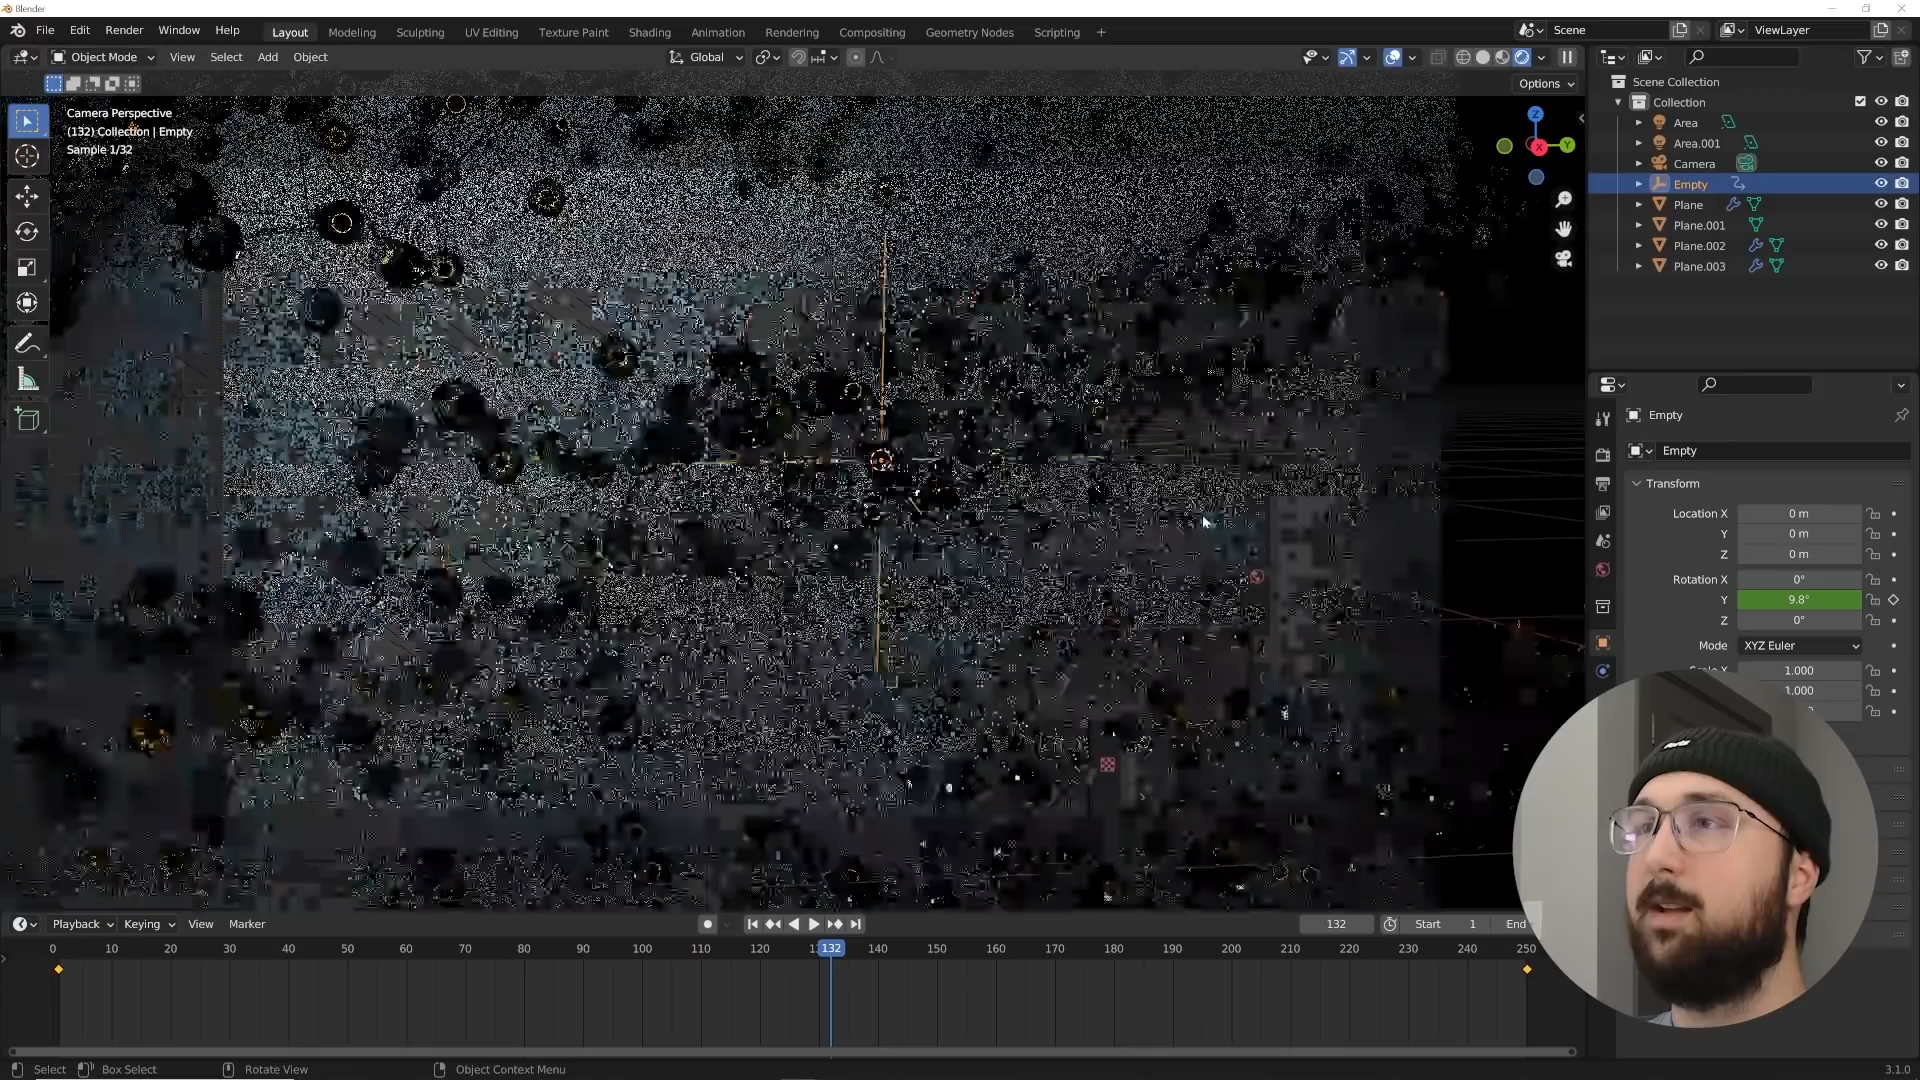 Blender
File Edit Render Window Help
Layout Modeling Sculpting UV Editing Texture Paint Shading Animation Rendering Compositing Geometry Nodes Scripting +
Scene
ViewLayer
Object Mode View Select Add Object
Global
Options
Camera Perspective
(132) Collection | Empty
Sample 1/32
Z
Y
X
Scene Collection
Collection
Area
Area.001
Camera
Empty
Plane
Plane.001
Plane.002
Plane.003
Empty
Empty
Transform
Location X 0 m
Y 0 m
Z 0 m
Rotation X 0°
Y 9.8°
Z 0°
Mode XYZ Euler
1.000
1.000
Playback Keying View Marker
132 Start 1 End
0 10 20 30 40 50 60 70 80 90 100 110 120 132 140 150 160 170 180 190 200 210 220 230 240 250
Select Box Select Rotate View Object Context Menu
3.1.0